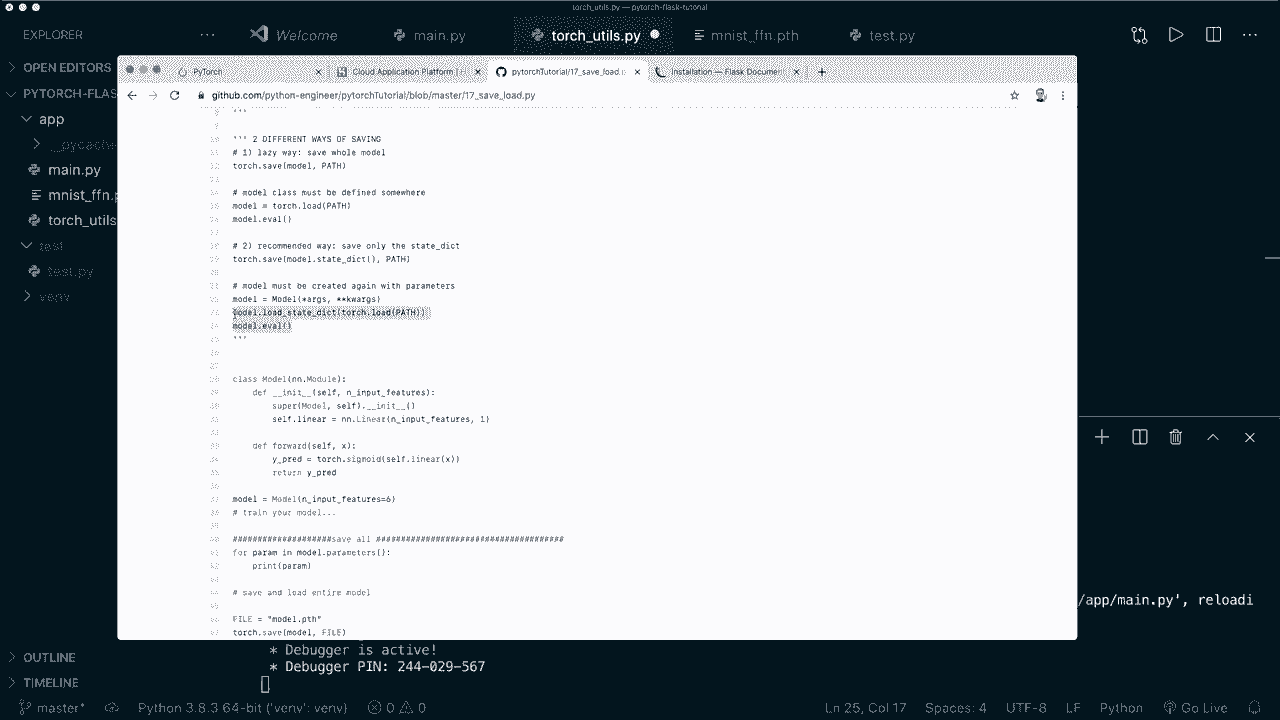 torch_utils.py — pytorch-flask-tutorial
EXPLORER
Welcome
main.py
torch_utils.py
mnist_ffn.pth
test.py
OPEN EDITORS
PYTORCH-FLAS
app
__pycach
main.py
mnist_ffn.p
torch_utils
test
test.py
venv
OUTLINE
TIMELINE
PyTorch
Cloud Application Platform | H
pytorchTutorial/17_save_load.
Installation — Flask Documen
github.com/python-engineer/pytorchTutorial/blob/master/17_save_load.py
'''
''' 2 DIFFERENT WAYS OF SAVING
# 1) lazy way: save whole model
torch.save(model, PATH)
# model class must be defined somewhere
model = torch.load(PATH)
model.eval()
# 2) recommended way: save only the state_dict
torch.save(model.state_dict(), PATH)
# model must be created again with parameters
model = Model(*args, **kwargs)
model.load_state_dict(torch.load(PATH))
model.eval()
'''
class Model(nn.Module):
def __init__(self, n_input_features):
super(Model, self).__init__()
self.linear = nn.Linear(n_input_features, 1)
def forward(self, x):
y_pred = torch.sigmoid(self.linear(x))
return y_pred
model = Model(n_input_features=6)
# train your model...
####################save all ######################################
for param in model.parameters():
print(param)
# save and load entire model
FILE = "model.pth"
torch.save(model, FILE)
/app/main.py', reloadi
* Debugger is active!
* Debugger PIN: 244-029-567
master* Python 3.8.3 64-bit ('venv': venv) 0 0 Ln 25, Col 17 Spaces: 4 UTF-8 LF Python Go Live